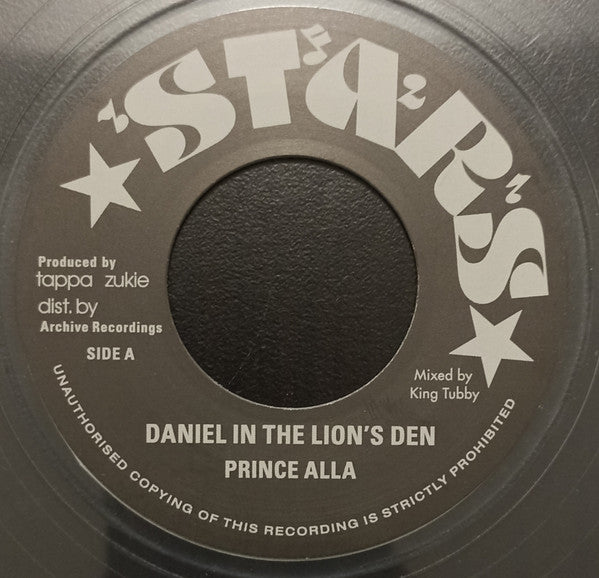 STARS
Produced by
tappa zukie
dist. by
Archive Recordings
SIDE A
Mixed by
King Tubby
DANIEL IN THE LION'S DEN
PRINCE ALLA
UNAUTHORISED COPYING OF THIS RECORDING IS STRICTLY PROHIBITED